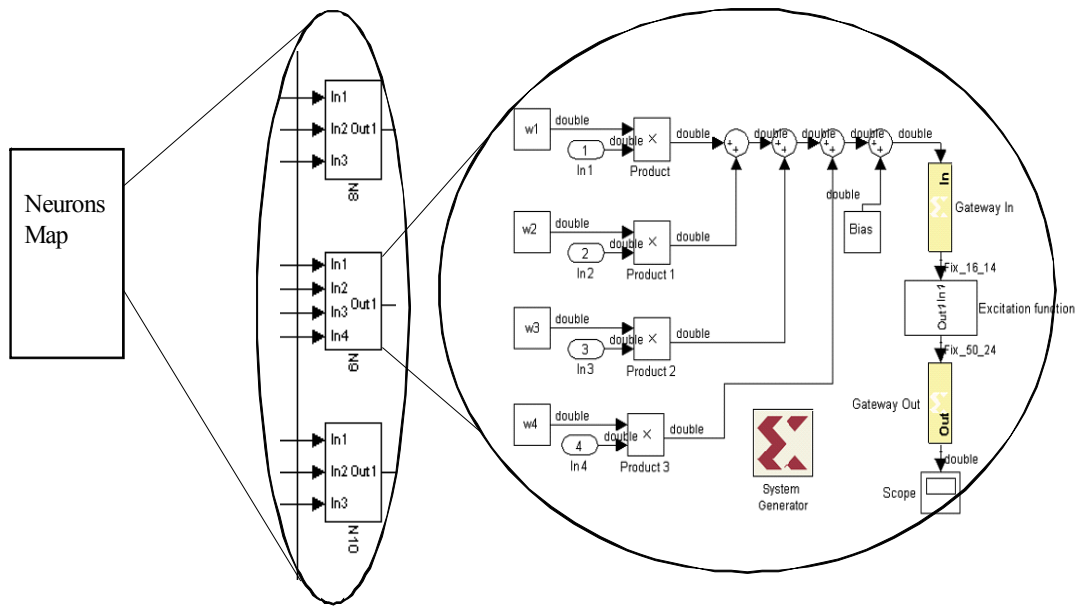 Neurons
Map
In1
In2 Out1
In3
N8
In1
In2
Out1
In3
In4
N9
In1
In2 Out1
In3
N10
w1
double
double
1
In1
×
Product
double
double
double
double
double
w2
double
double
2
In2
×
Product 1
double
w3
double
double
3
In3
×
Product 2
double
w4
double
double
4
In4
×
Product 3
double
double
Bias
In
Gateway In
Fix_16_14
Out1 In1
Excitation function
Fix_50_24
Out
Gateway Out
double
Scope
System
Generator